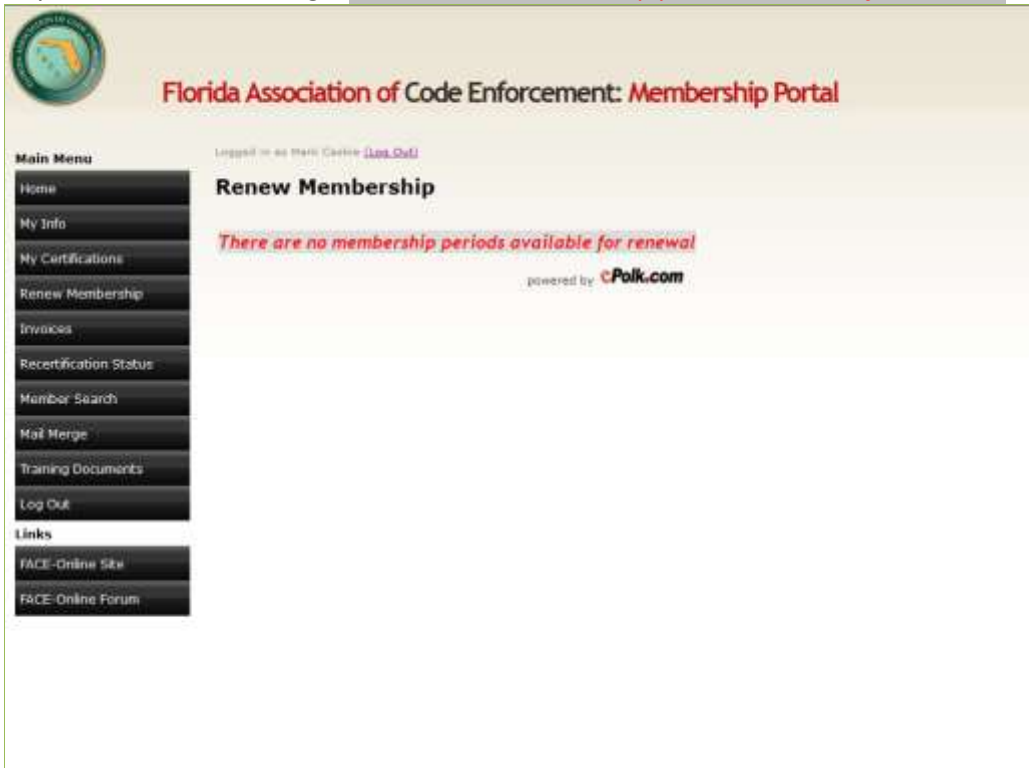 Florida Association of Code Enforcement: Membership Portal
Main Menu
Home
My Info
My Certifications
Renew Membership
Invoices
Recertification Status
Member Search
Mail Merge
Training Documents
Log Out
Links
FACE-Online Site
FACE-Online Forum
Logged in as (Log Out)
Renew Membership
There are no membership periods available for renewal
powered by ePolk.com